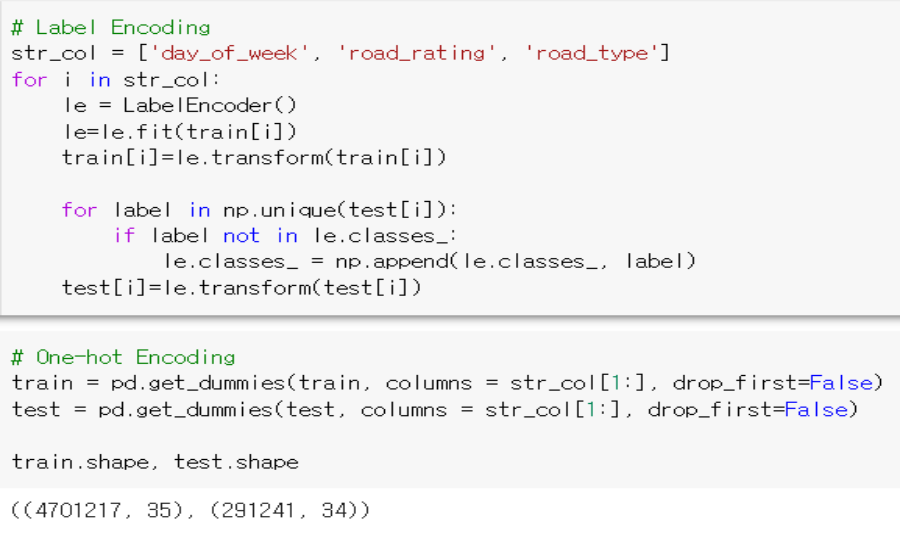 # Label Encoding
str_col = ['day_of_week', 'road_rating', 'road_type']
for i in str_col:
    le = LabelEncoder()
    le=le.fit(train[i])
    train[i]=le.transform(train[i])
    for label in np.unique(test[i]):
        if label not in le.classes_:
            le.classes_ = np.append(le.classes_, label)
    test[i]=le.transform(test[i])
# One-hot Encoding
train = pd.get_dummies(train, columns = str_col[1:], drop_first=False)
test = pd.get_dummies(test, columns = str_col[1:], drop_first=False)
train.shape, test.shape
((4701217, 35), (291241, 34))